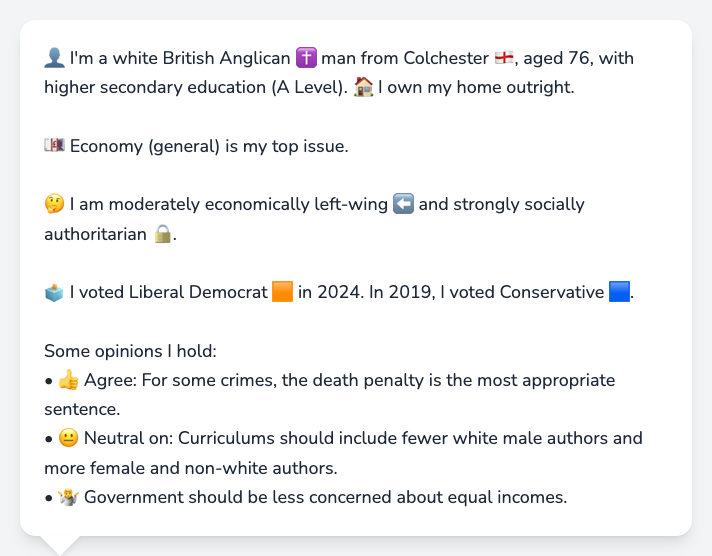 👤 I'm a white British Anglican ✝️ man from Colchester 🏴󠁧󠁢󠁥󠁮󠁧󠁿, aged 76, with
higher secondary education (A Level). 🏠 I own my home outright.
💷 Economy (general) is my top issue.
🤔 I am moderately economically left-wing ⬅️ and strongly socially
authoritarian 🔒.
🗳️ I voted Liberal Democrat 🟧 in 2024. In 2019, I voted Conservative 🟦.
Some opinions I hold:
• 👍 Agree: For some crimes, the death penalty is the most appropriate
sentence.
• 😐 Neutral on: Curriculums should include fewer white male authors and
more female and non-white authors.
• 🤷 Government should be less concerned about equal incomes.